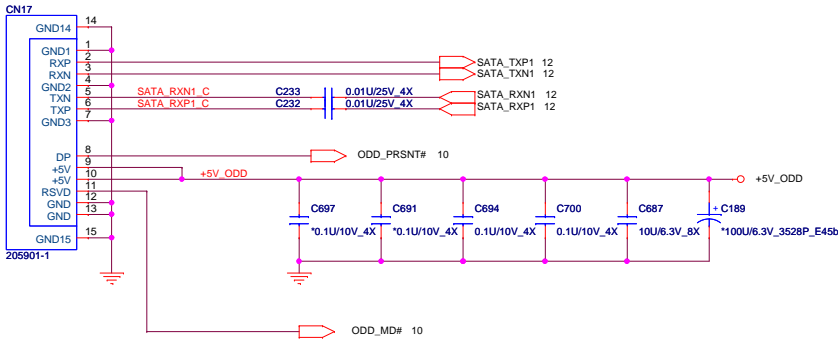 CN17
GND14 14
GND1 1
RXP 2 SATA_TXP1 12
RXN 3 SATA_TXN1 12
GND2 4
TXN 5 SATA_RXN1_C C233 0.01U/25V_4X SATA_RXN1 12
TXP 6 SATA_RXP1_C C232 0.01U/25V_4X SATA_RXP1 12
GND3 7
DP 8 ODD_PRSNT# 10
+5V 9
+5V 10 +5V_ODD +5V_ODD
RSVD 11
GND 12
GND 13
GND15 15
205901-1
C697 C691 C694 C700 C687 + C189
*0.1U/10V_4X *0.1U/10V_4X 0.1U/10V_4X 0.1U/10V_4X 10U/6.3V_8X *100U/6.3V_3528P_E45b
ODD_MD# 10